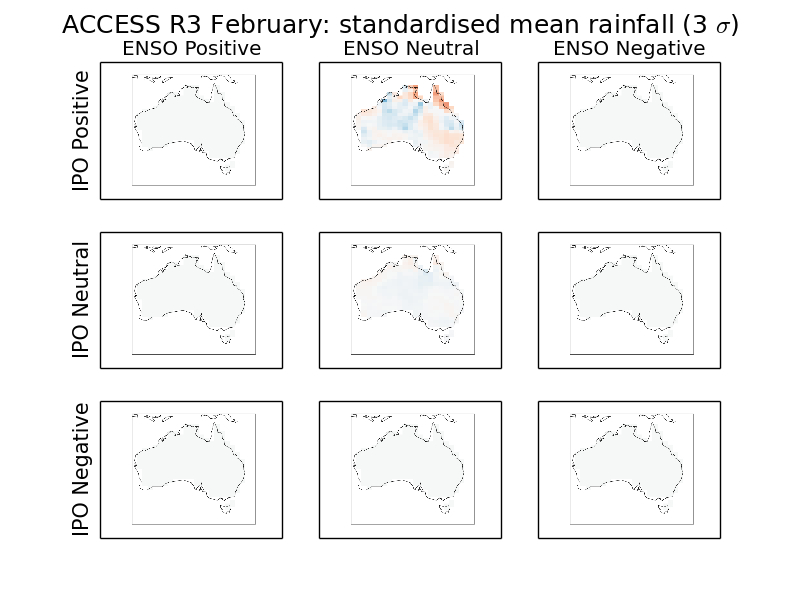 ACCESS R3 February: standardised mean rainfall (3 σ)
ENSO Positive
ENSO Neutral
ENSO Negative
IPO Positive
IPO Neutral
IPO Negative